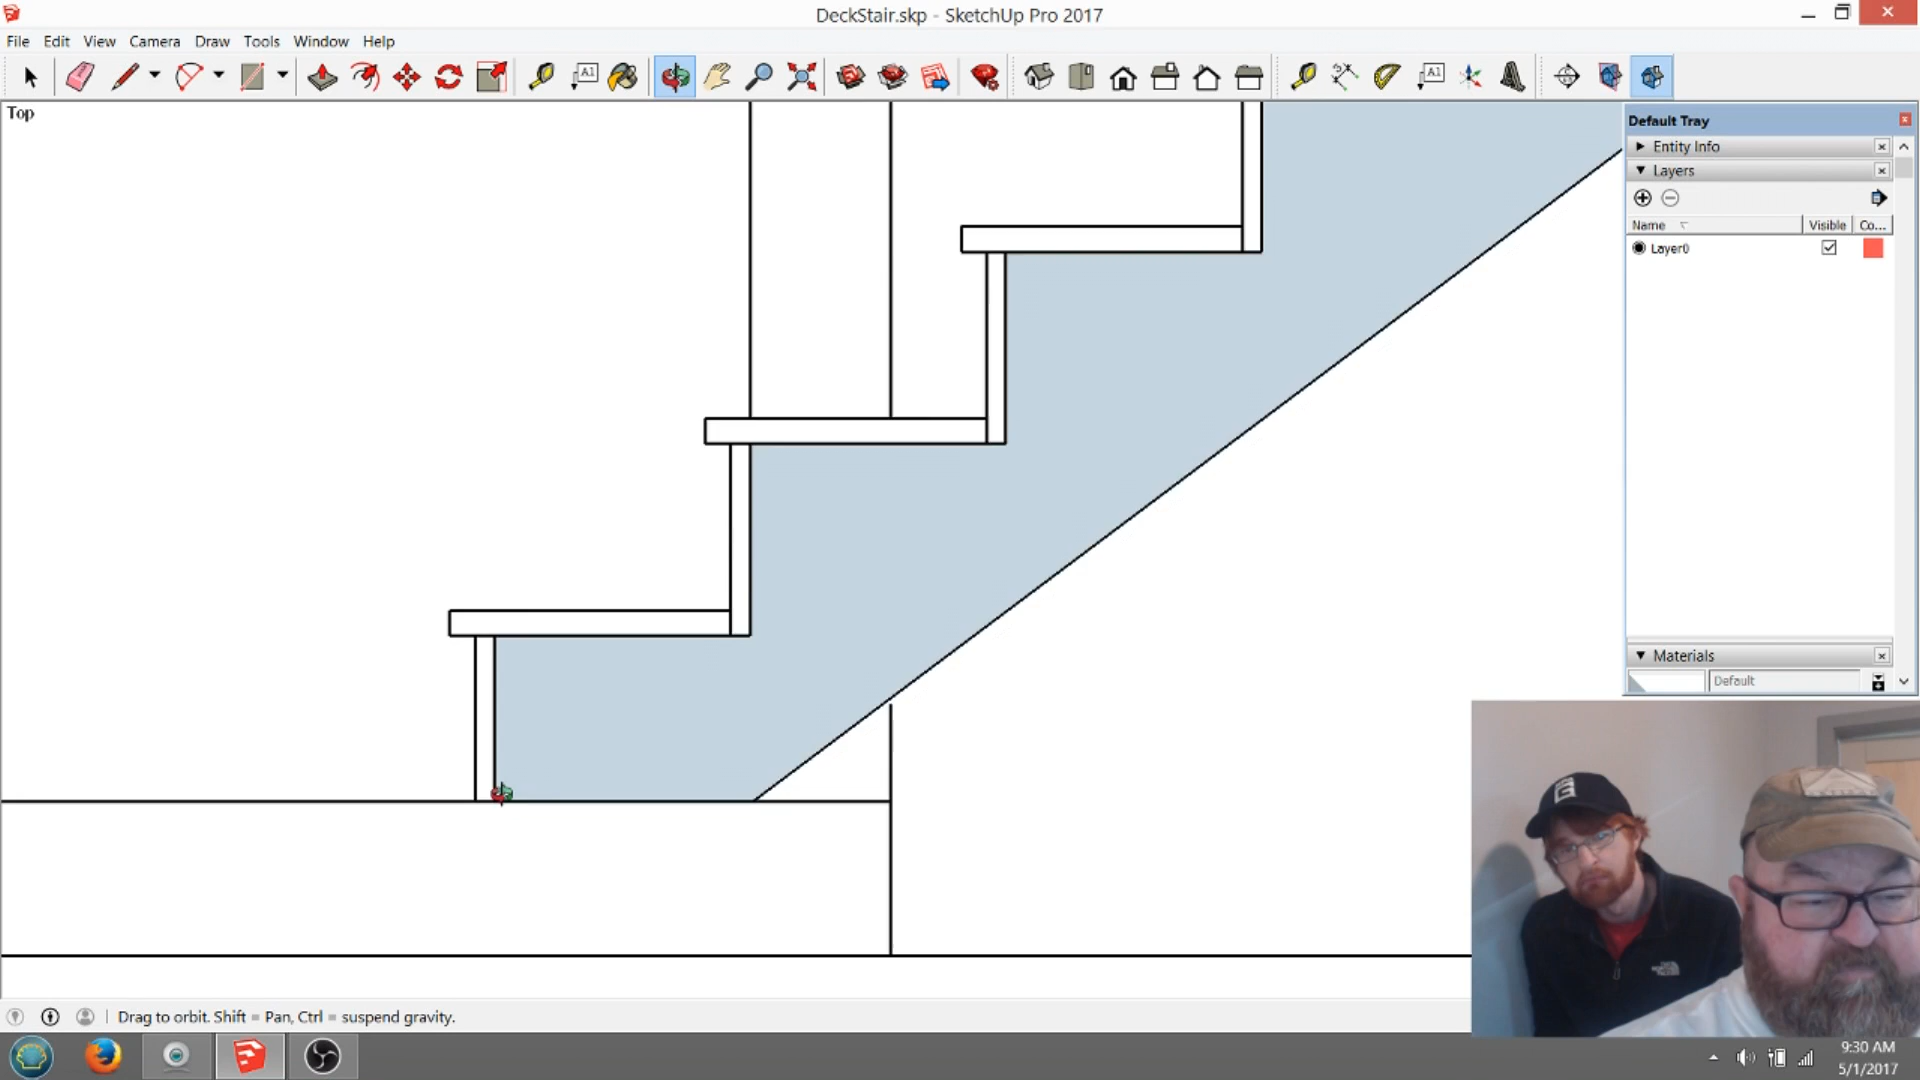 DeckStair.skp - SketchUp Pro 2017
File Edit View Camera Draw Tools Window Help
A1
A1
Top
Default Tray
Entity Info
Layers
Name Visible Co...
Layer0
Materials
Default
G
Drag to orbit. Shift = Pan, Ctrl = suspend gravity.
9:30 AM
5/1/2017